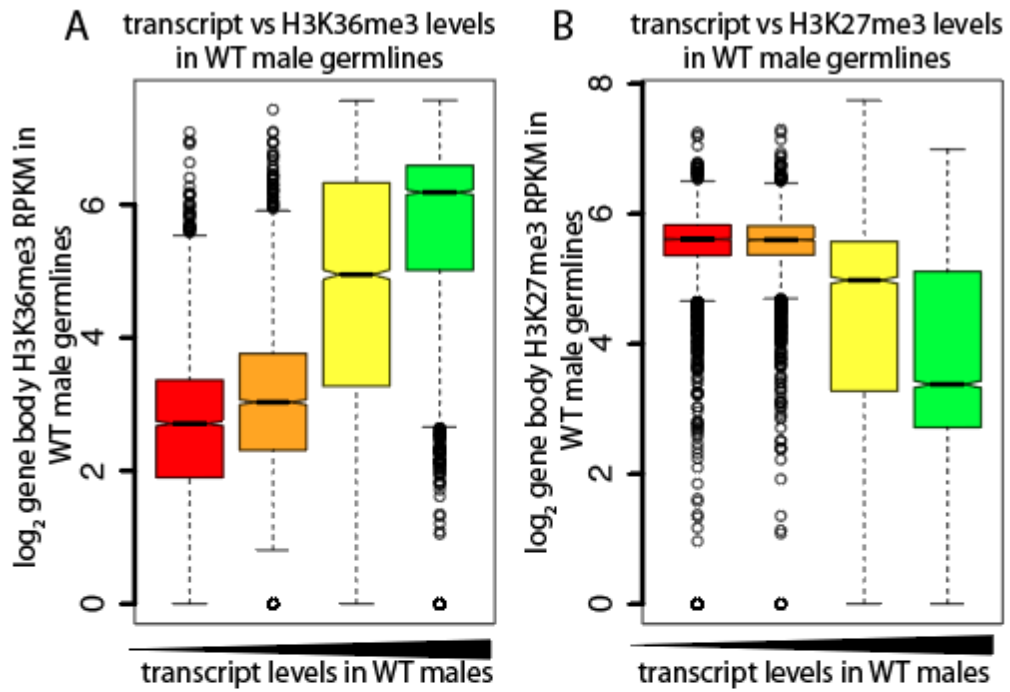 A
transcript vs H3K36me3 levels
in WT male germlines
log2 gene body H3K36me3 RPKM in
WT male germlines
6
4
2
0
transcript levels in WT males
B
transcript vs H3K27me3 levels
in WT male germlines
log2 gene body H3K27me3 RPKM in
WT male germlines
8
6
4
2
0
transcript levels in WT males